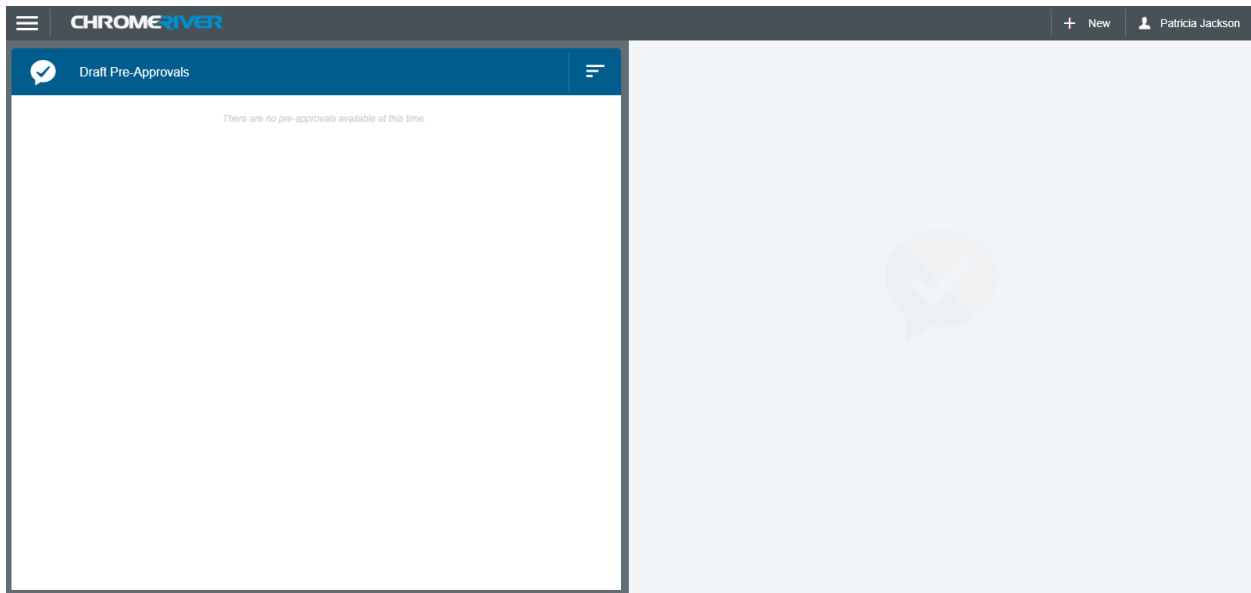 CHROMERIVER
New
Patricia Jackson
Draft Pre-Approvals
There are no pre-approvals available at this time.